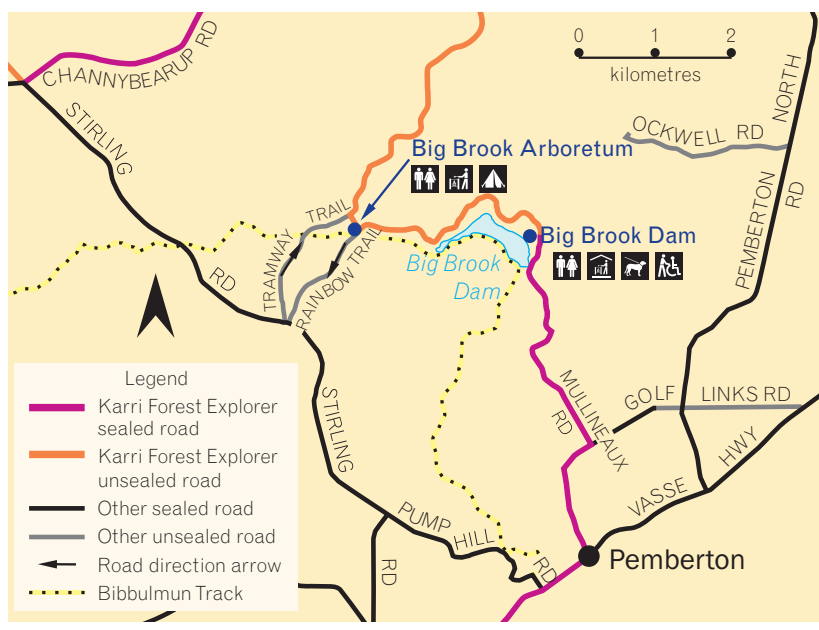 CHANNYBEARUP RD
0 1 2
kilometres
STIRLING
RD
NORTH
OCKWELL RD
PEMBERTON
RD
Big Brook Arboretum
TRAMWAY
TRAIL
RAINBOW TRAIL
Big Brook Dam
Big Brook
Dam
Legend
Karri Forest Explorer
sealed road
Karri Forest Explorer
unsealed road
Other sealed road
Other unsealed road
Road direction arrow
Bibbulmun Track
STIRLING
RD
MULLINEAUX
RD
GOLF
LINKS RD
VASSE
HWY
PUMP
HILL
RD
Pemberton